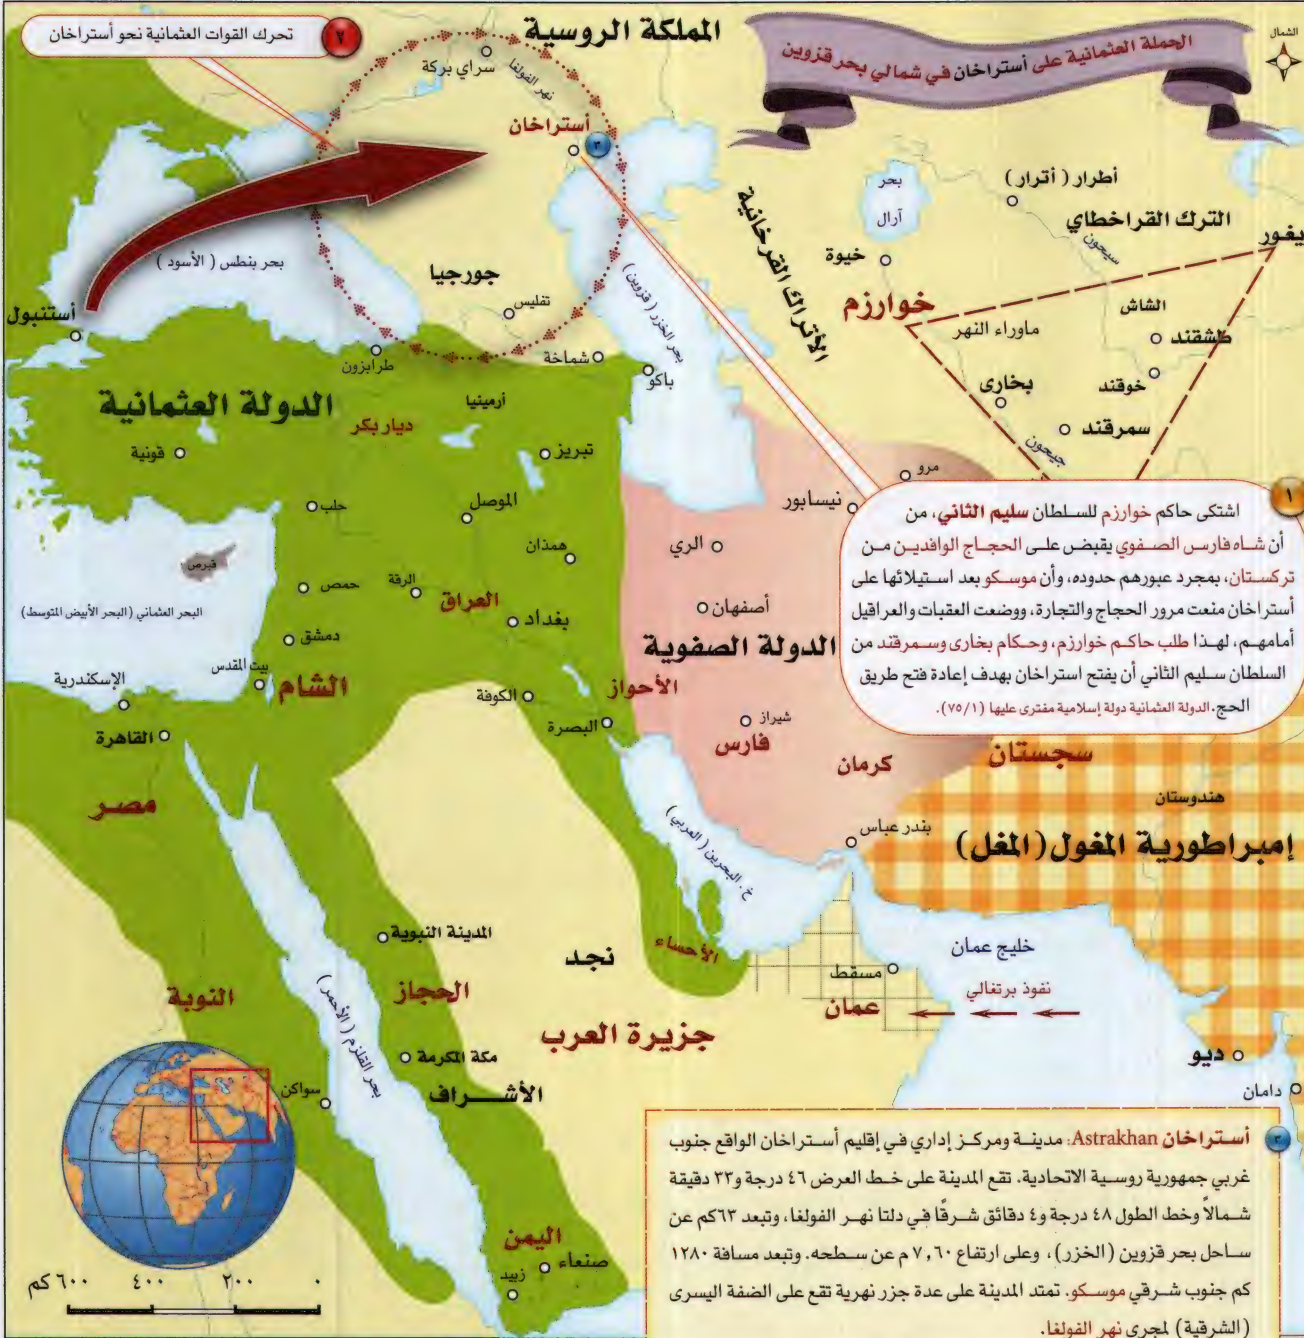 الشمال
الحملة العثمانية على أستراخان في شمالي بحر قزوين
٢
تحرك القوات العثمانية نحو أستراخان
المملكة الروسية
سراي بركة
نهر الفولغا
أستراخان
٣
بحر
آرال
أطرار (أترار)
الترك القراخطاي
سيحون
يغور
خيوة
خوارزم
الأتراك القرخانية
ماوراء النهر
الشاش
طشقند
خوقند
بخارى
سمرقند
جيحون
مرو
نيسابور
بحر بنطس (الأسود)
جورجيا
تفليس
بحر الخزر (قزوين)
أستنبول
طرابزون
شماخة
باكو
الدولة العثمانية
أرمينيا
ديار بكر
قونية
تبريز
حلب
الموصل
همذان
الري
قبرص
حمص
الرقة
العراق
أصفهان
البحر العثماني (البحر الأبيض المتوسط)
دمشق
بغداد
الدولة الصفوية
بيت المقدس
الشام
الإسكندرية
الكوفة
الأحواز
القاهرة
البصرة
شيراز
فارس
كرمان
سجستان
مصر
١
اشتكى حاكم خوارزم للسلطان سليم الثاني، من
أن شاه فارس الصفوي يقبض على الحجاج الوافدين من
تركستان، بمجرد عبورهم حدوده، وأن موسكو بعد استيلائها على
أستراخان منعت مرور الحجاج والتجارة، ووضعت العقبات والعراقيل
أمامهم، لهذا طلب حاكم خوارزم، وحكام بخارى وسمرقند من
السلطان سليم الثاني أن يفتح استراخان بهدف إعادة فتح طريق
الحج. الدولة العثمانية دولة إسلامية مفترى عليها (٧٥/١).
هندوستان
إمبراطورية المغول (المغل)
بندر عباس
خ. البحرين (العربي)
المدينة النبوية
نجد
الأحساء
خليج عمان
مسقط
نفوذ برتغالي
عمان
النوبة
الحجاز
جزيرة العرب
بحر القلزم (الأحمر)
مكة المكرمة
ديو
سواكن
الأشراف
دامان
اليمن
صنعاء
زبيد
٠ ٢٠٠ ٤٠٠ ٦٠٠ كم
٣
أستراخان Astrakhan: مدينة ومركز إداري في إقليم أستراخان الواقع جنوب
غربي جمهورية روسية الاتحادية. تقع المدينة على خط العرض ٤٦ درجة و٣٣ دقيقة
شمالاً وخط الطول ٤٨ درجة و٤ دقائق شرقًا في دلتا نهر الفولغا، وتبعد ٦٣كم عن
ساحل بحر قزوين (الخزر)، وعلى ارتفاع ٧,٦٠ م عن سطحه. وتبعد مسافة ١٢٨٠
كم جنوب شرقي موسكو. تمتد المدينة على عدة جزر نهرية تقع على الضفة اليسرى
(الشرقية) لمجرى نهر الفولغا.